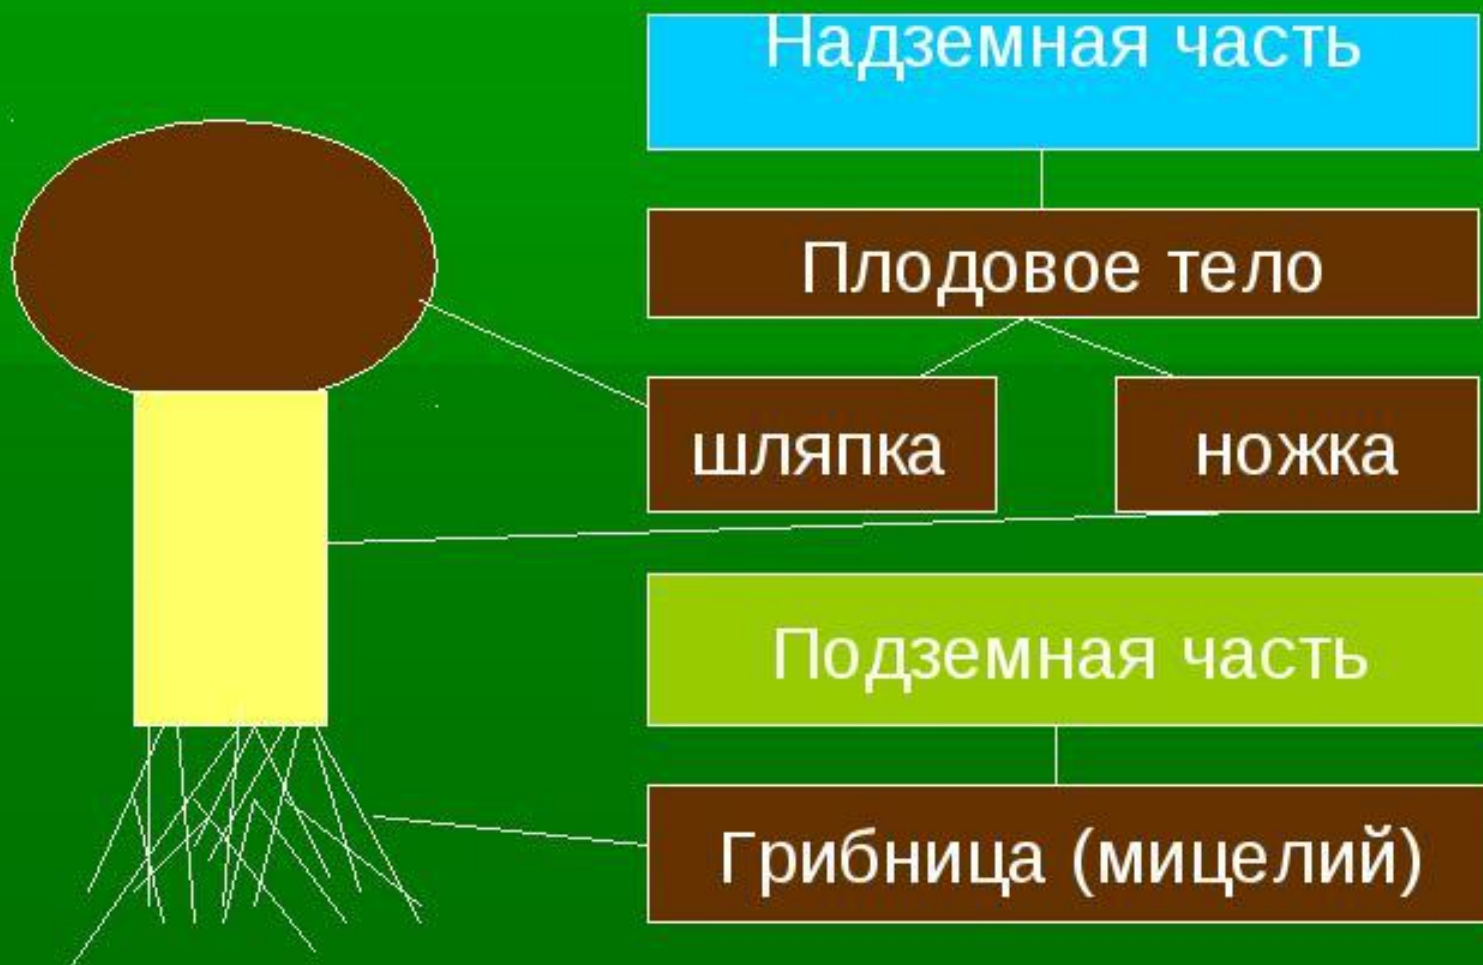 Надземная часть
Плодовое тело
шляпка
ножка
Подземная часть
Грибница (мицелий)